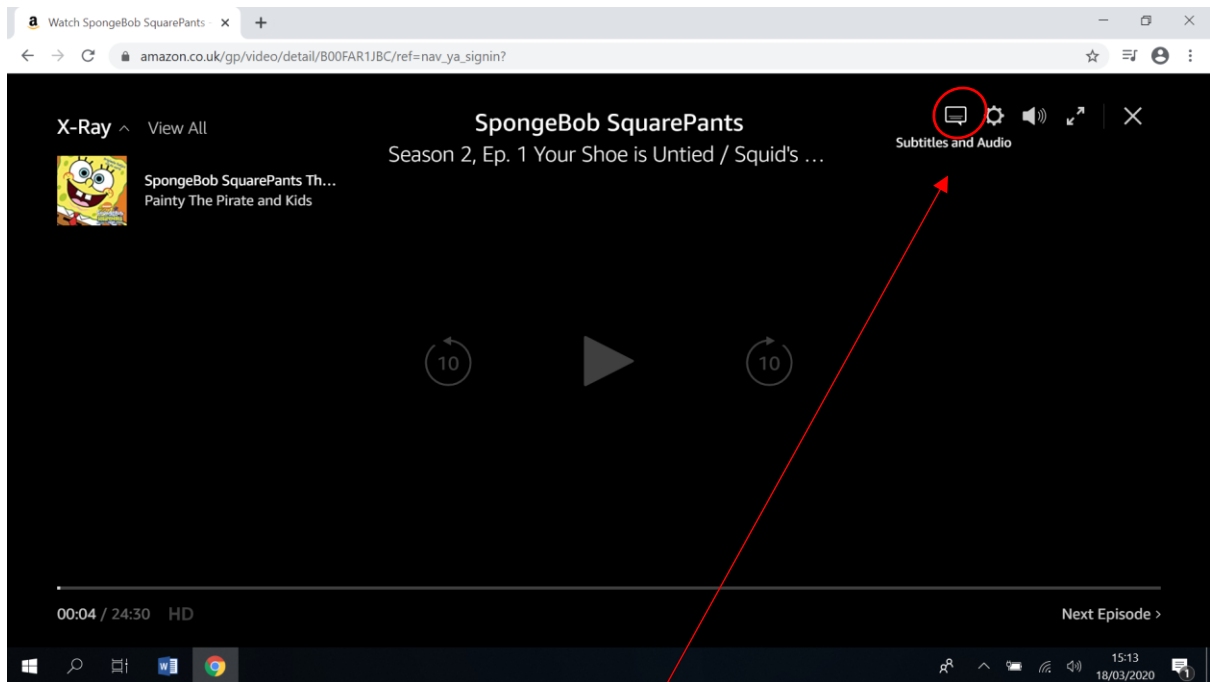 Watch SpongeBob SquarePants -
amazon.co.uk/gp/video/detail/B00FAR1JBC/ref=nav_ya_signin?
X-Ray View All
SpongeBob SquarePants
Season 2, Ep. 1 Your Shoe is Untied / Squid's ...
Subtitles and Audio
SpongeBob SquarePants Th...
Painty The Pirate and Kids
10
10
00:04 / 24:30 HD
Next Episode >
15:13
18/03/2020
1